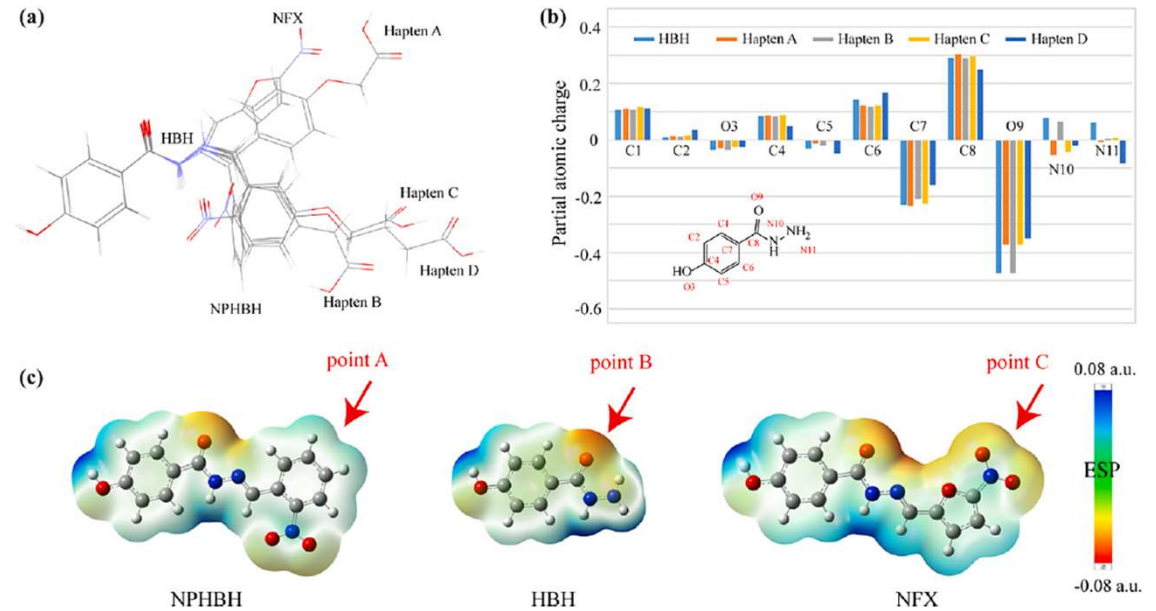 (a)
NFX
Hapten A
HBH
Hapten C
Hapten D
Hapten B
NPHBH
(b)
0.4
0.2
0
-0.2
-0.4
-0.6
Partial atomic charge
HBH Hapten A Hapten B Hapten C Hapten D
O3 C5 C7 O9
C1 C2 C4 C6 C8 N10 N11
O9
C1 N10 NH₂
C2 C8 N H N11
C7
C4 C6
HO
O3 C5
(c)
point A
point B
point C
0.08 a.u.
ESP
-0.08 a.u.
NPHBH
HBH
NFX